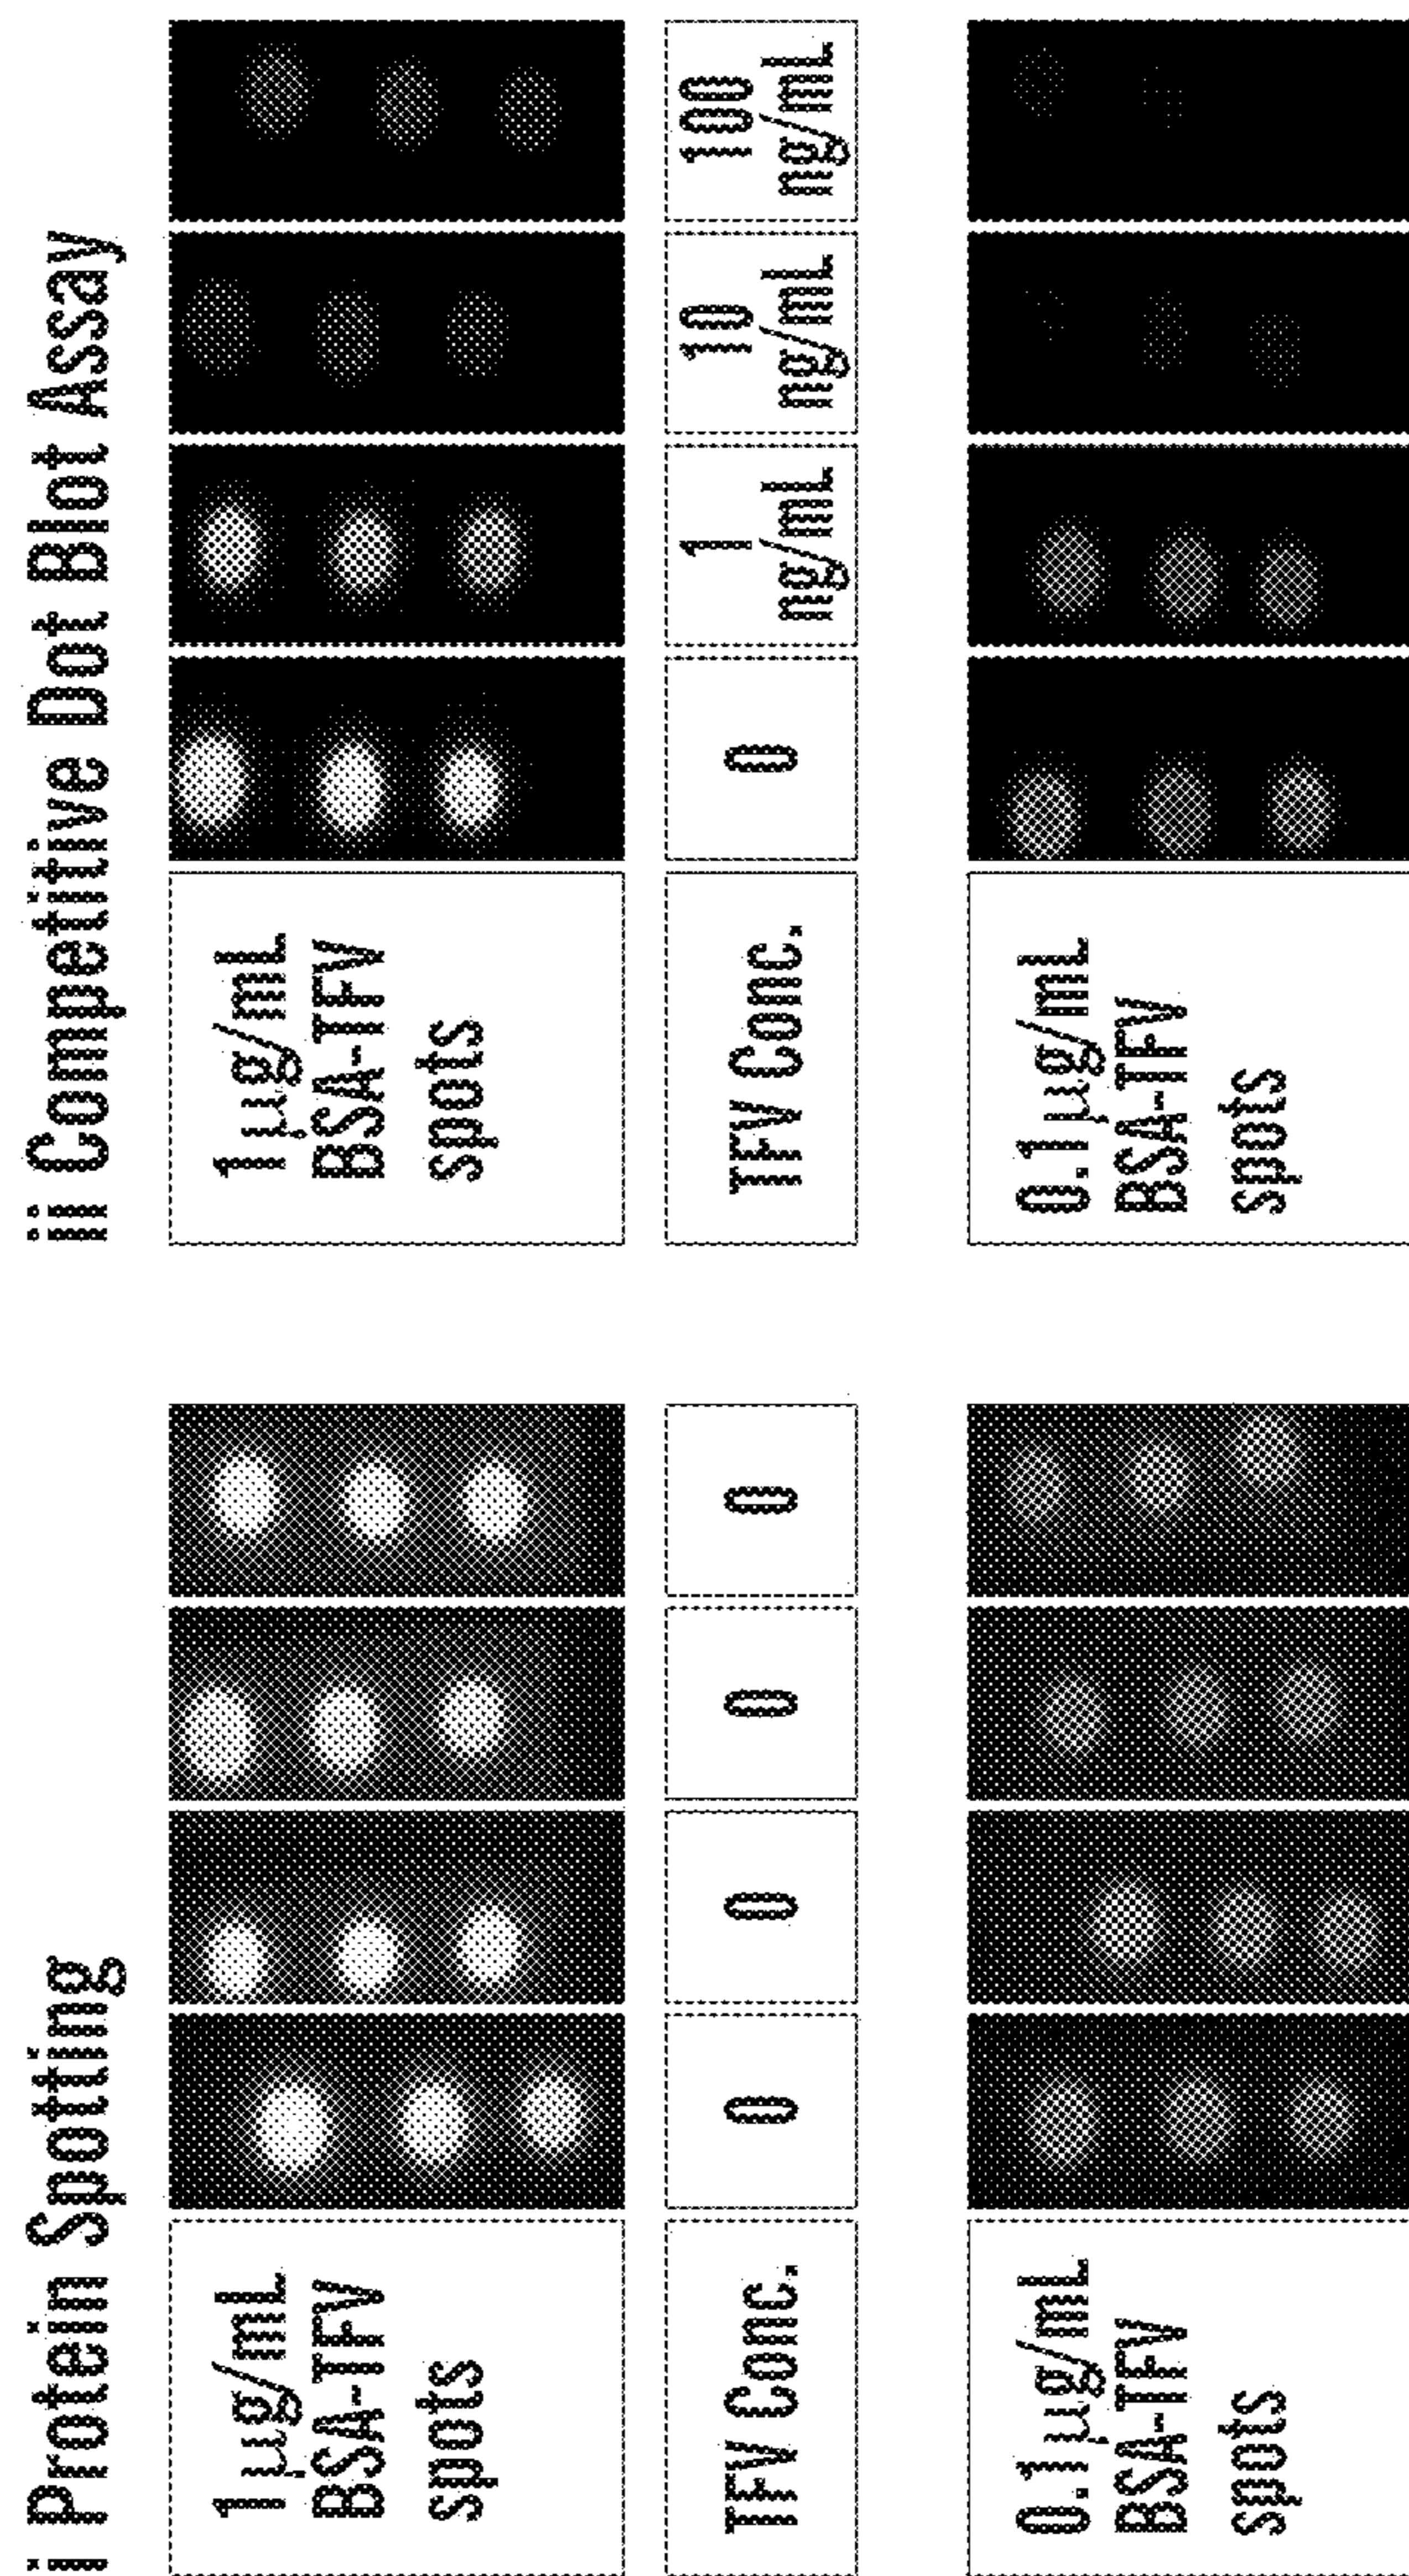 i Protein Spotting
1 µg/mL
BSA-TFV
spots
TFV Conc.
0
0
0
0
0.1 µg/mL
BSA-TFV
spots
ii Competitive Dot Blot Assay
1 µg/mL
BSA-TFV
spots
TFV Conc.
0
1
ng/mL
10
ng/mL
100
ng/mL
0.1 µg/mL
BSA-TFV
spots